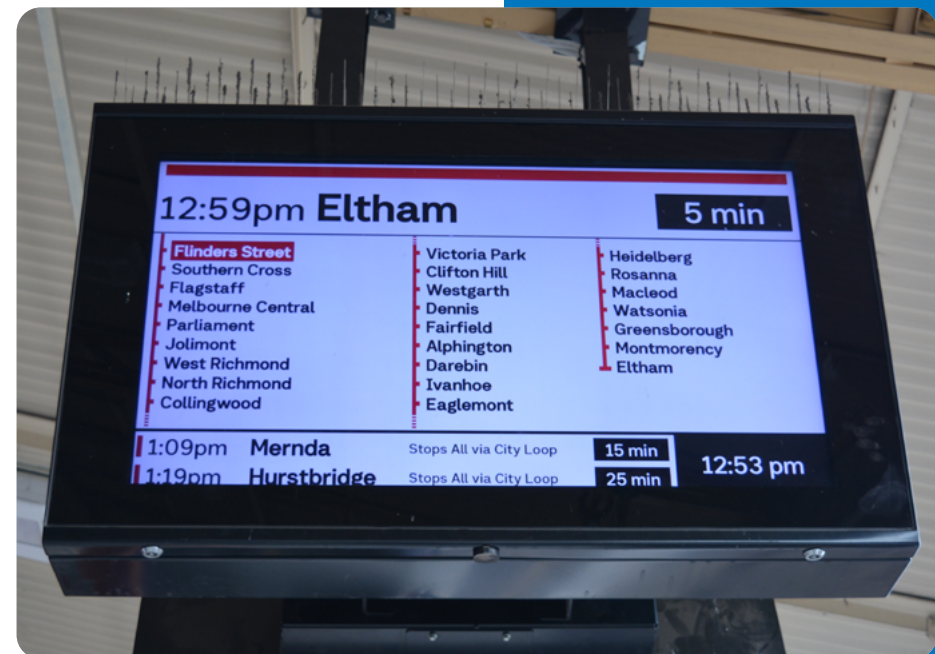 12:59pm Eltham 5 min
Flinders Street
Southern Cross
Flagstaff
Melbourne Central
Parliament
Jolimont
West Richmond
North Richmond
Collingwood
Victoria Park
Clifton Hill
Westgarth
Dennis
Fairfield
Alphington
Darebin
Ivanhoe
Eaglemont
Heidelberg
Rosanna
Macleod
Watsonia
Greensborough
Montmorency
Eltham
1:09pm Mernda Stops All via City Loop 15 min
1:19pm Hurstbridge Stops All via City Loop 25 min
12:53 pm